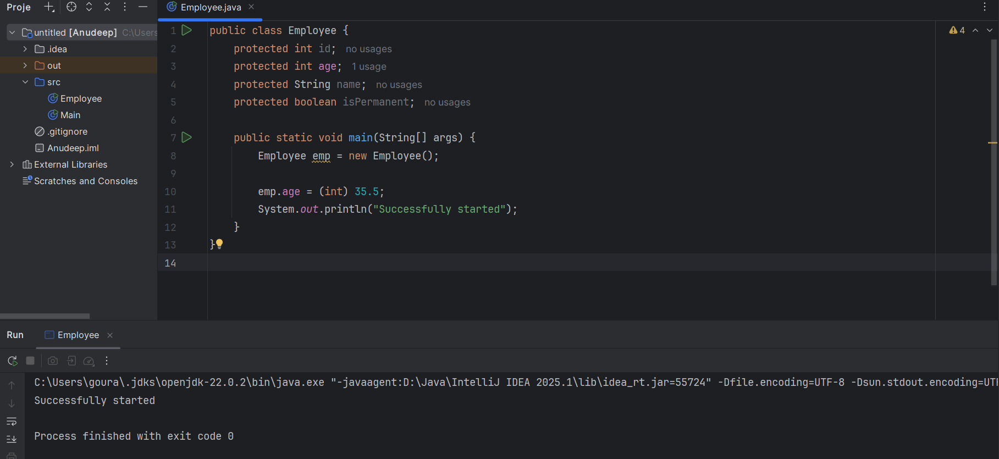 Proje
Employee.java
untitled [Anudeep] C:\Users
.idea
out
src
Employee
Main
.gitignore
Anudeep.iml
External Libraries
Scratches and Consoles
4
1 public class Employee {
2 protected int id; no usages
3 protected int age; 1 usage
4 protected String name; no usages
5 protected boolean isPermanent; no usages
6
7 public static void main(String[] args) {
8 Employee emp = new Employee();
9
10 emp.age = (int) 35.5;
11 System.out.println("Successfully started");
12 }
13 }
14
Run Employee
C:\Users\goura\.jdks\openjdk-22.0.2\bin\java.exe "-javaagent:D:\Java\IntelliJ IDEA 2025.1\lib\idea_rt.jar=55724" -Dfile.encoding=UTF-8 -Dsun.stdout.encoding=UTF
Successfully started
Process finished with exit code 0